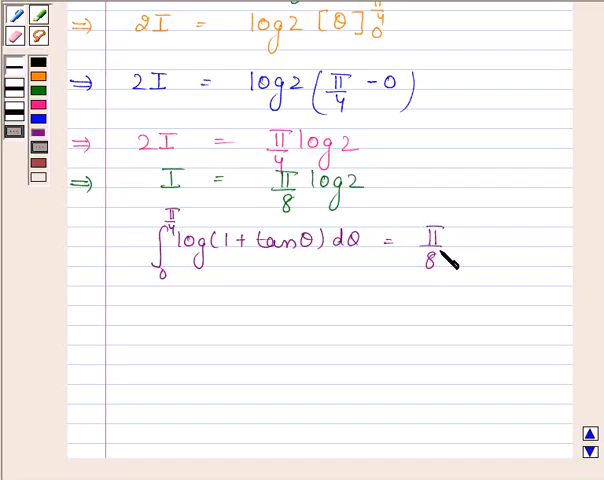 ⇒ 2I = log2 [θ]₀^π/4
⇒ 2I = log2 (π/4 - 0)
⇒ 2I = π/4 log2
⇒ I = π/8 log2
∫₀^π/4 log(1 + tanθ) dθ = π/8